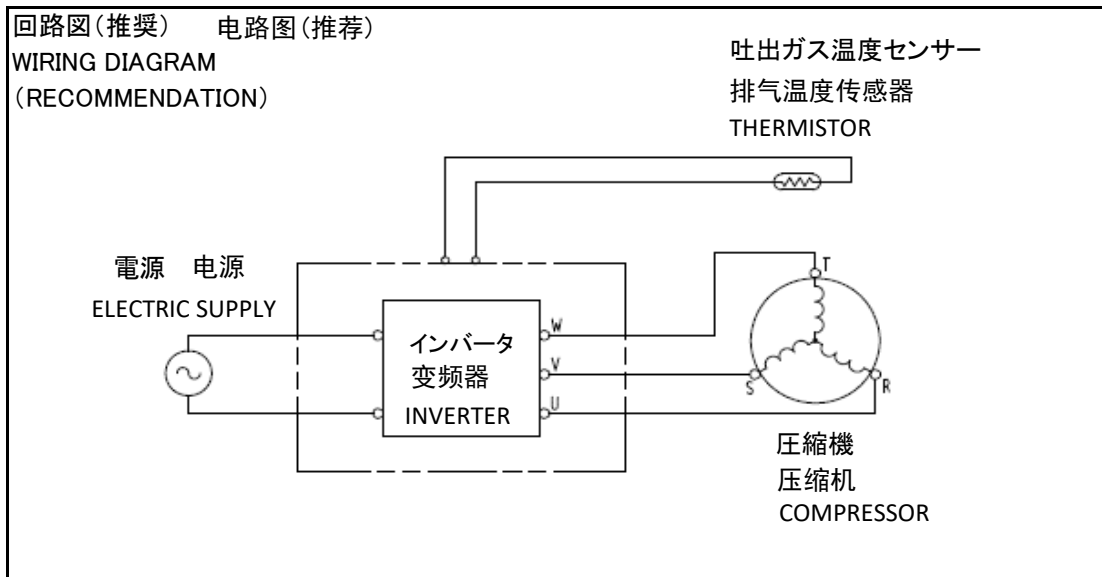 回路図(推奨) 电路图(推荐)
WIRING DIAGRAM
(RECOMMENDATION)
吐出ガス温度センサー
排气温度传感器
THERMISTOR
電源 电源
ELECTRIC SUPPLY
インバータ
变频器
INVERTER
W
V
U
T
S
R
圧縮機
压缩机
COMPRESSOR